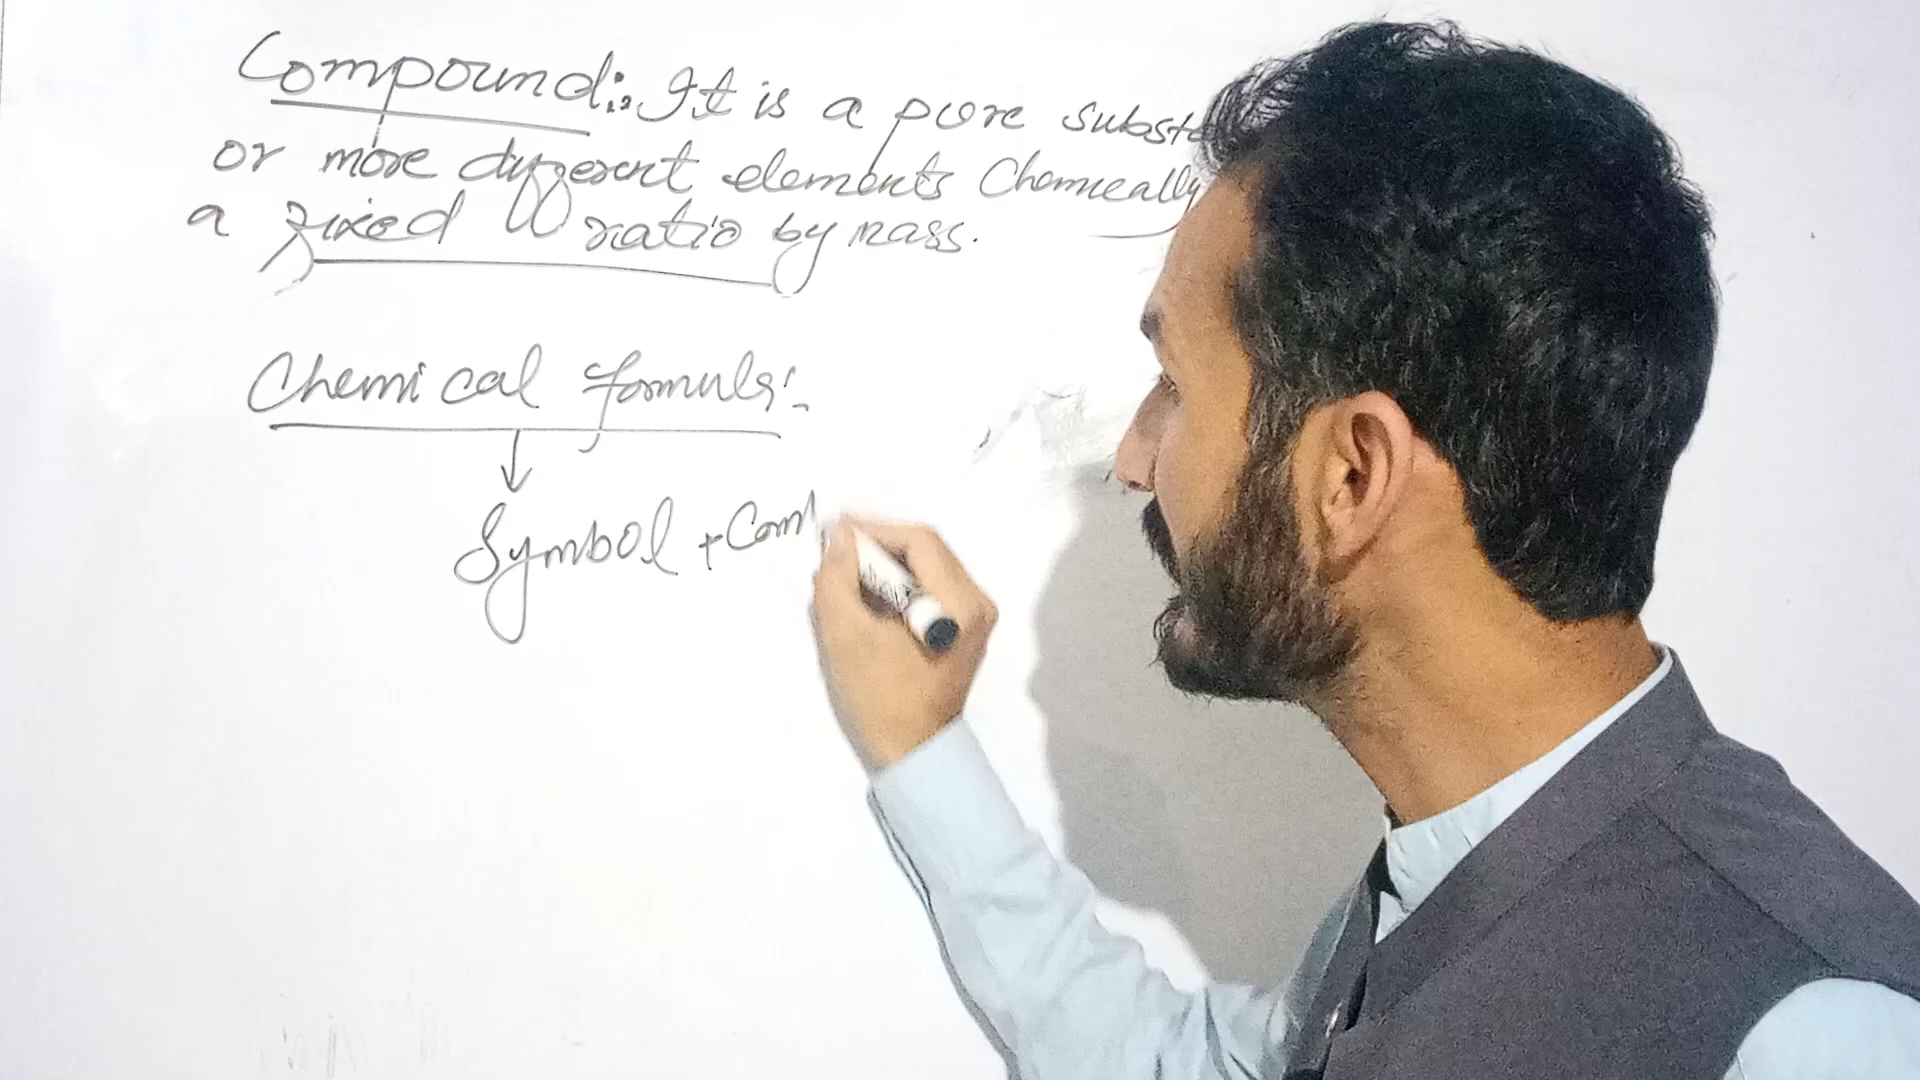 Compound:. It is a pure subst
or more different elements Chemically
a fixed ratio by mass.
Chemical formula:-
Symbol + Com